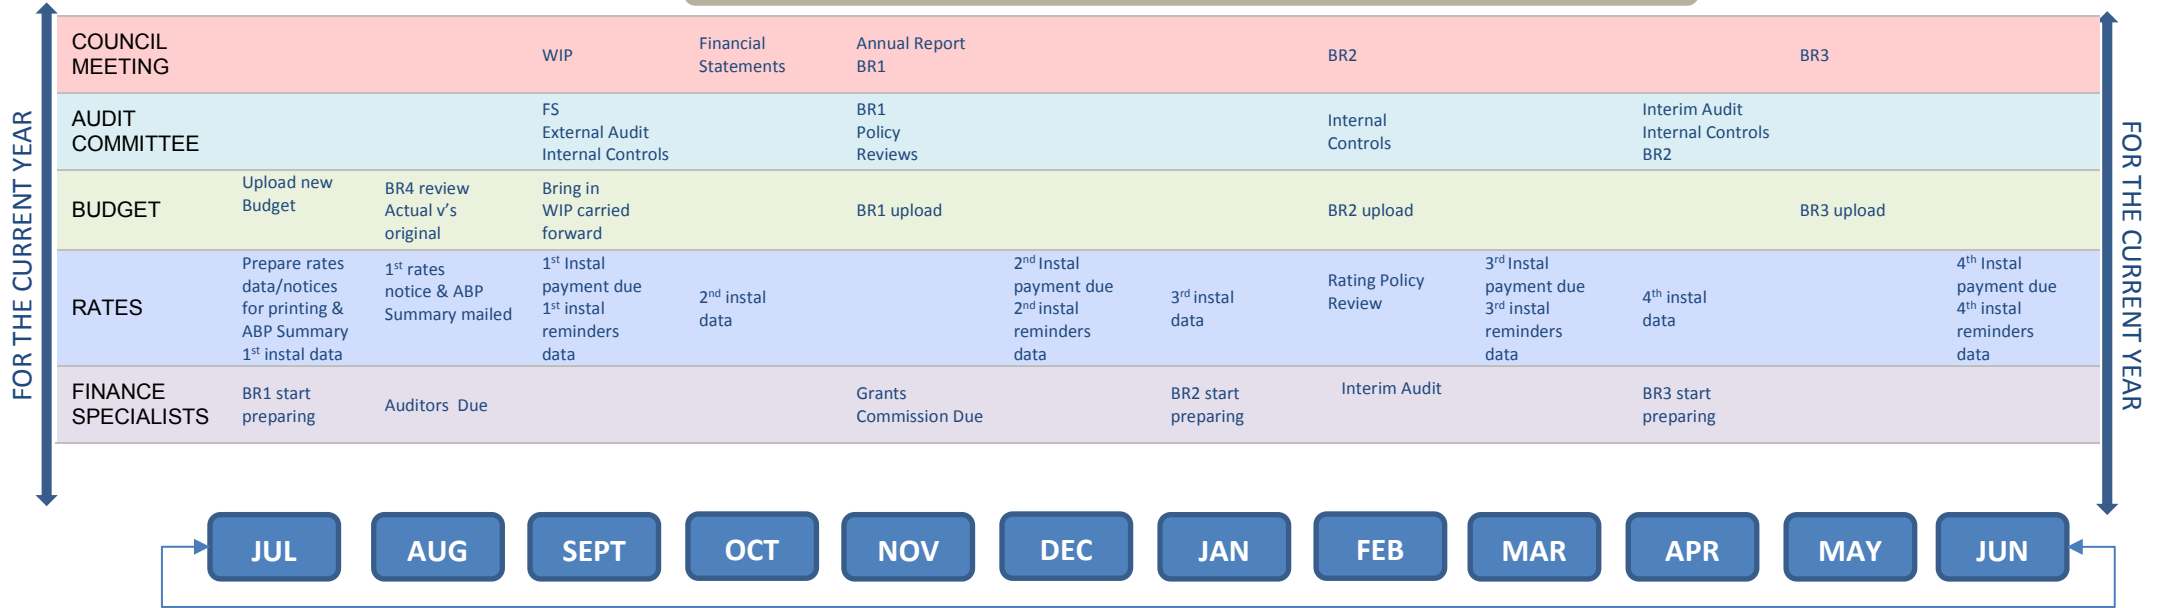 FOR THE CURRENT YEAR
COUNCIL
MEETING
WIP
Financial
Statements
Annual Report
BR1
BR2
BR3
AUDIT
COMMITTEE
FS
External Audit
Internal Controls
BR1
Policy
Reviews
Internal
Controls
Interim Audit
Internal Controls
BR2
BUDGET
Upload new
Budget
BR4 review
Actual v’s
original
Bring in
WIP carried
forward
BR1 upload
BR2 upload
BR3 upload
RATES
Prepare rates
data/notices
for printing &
ABP Summary
1st instal data
1st rates
notice & ABP
Summary mailed
1st Instal
payment due
1st instal
reminders
data
2nd instal
data
2nd Instal
payment due
2nd instal
reminders
data
3rd instal
data
Rating Policy
Review
3rd Instal
payment due
3rd instal
reminders
data
4th instal
data
4th Instal
payment due
4th instal
reminders
data
FINANCE
SPECIALISTS
BR1 start
preparing
Auditors Due
Grants
Commission Due
BR2 start
preparing
Interim Audit
BR3 start
preparing
FOR THE CURRENT YEAR
JUL
AUG
SEPT
OCT
NOV
DEC
JAN
FEB
MAR
APR
MAY
JUN